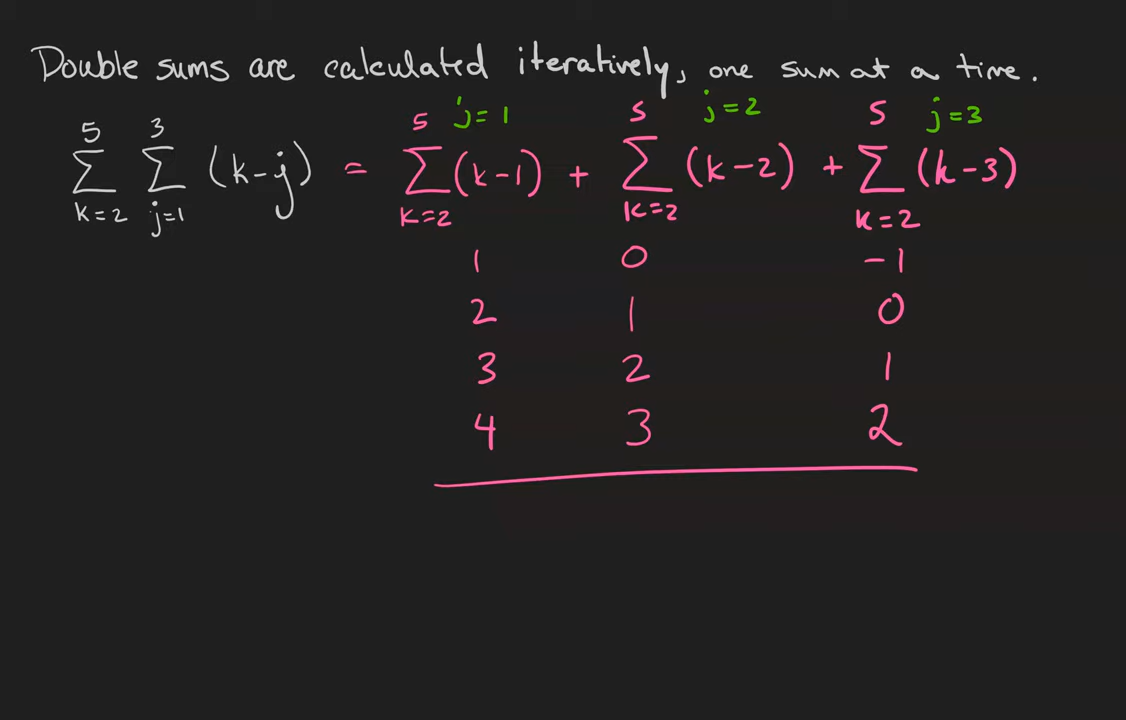 Double sums are calculated iteratively, one sum at a time.
5 3 5 j=1 5 j=2 5 j=3
∑ ∑ (k-j) = ∑ (k-1) + ∑ (k-2) + ∑ (k-3)
k=2 j=1 k=2 k=2 k=2
1 0 -1
2 1 0
3 2 1
4 3 2